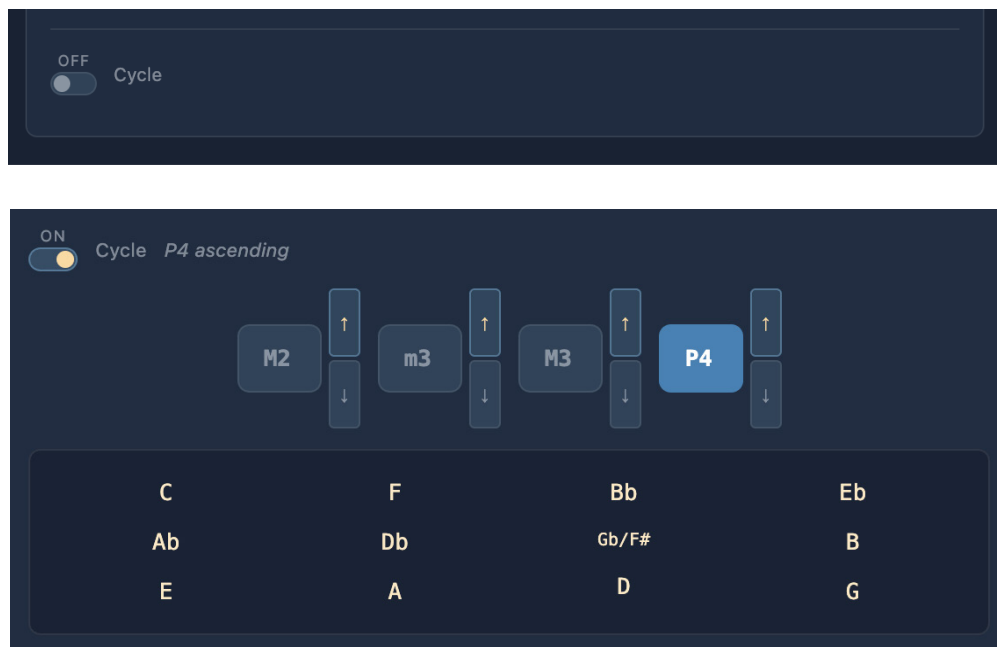 OFF
Cycle
ON
Cycle P4 ascending
↑ ↑ ↑ ↑
M2 m3 M3 P4
↓ ↓ ↓ ↓
C F Bb Eb
Ab Db Gb/F# B
E A D G